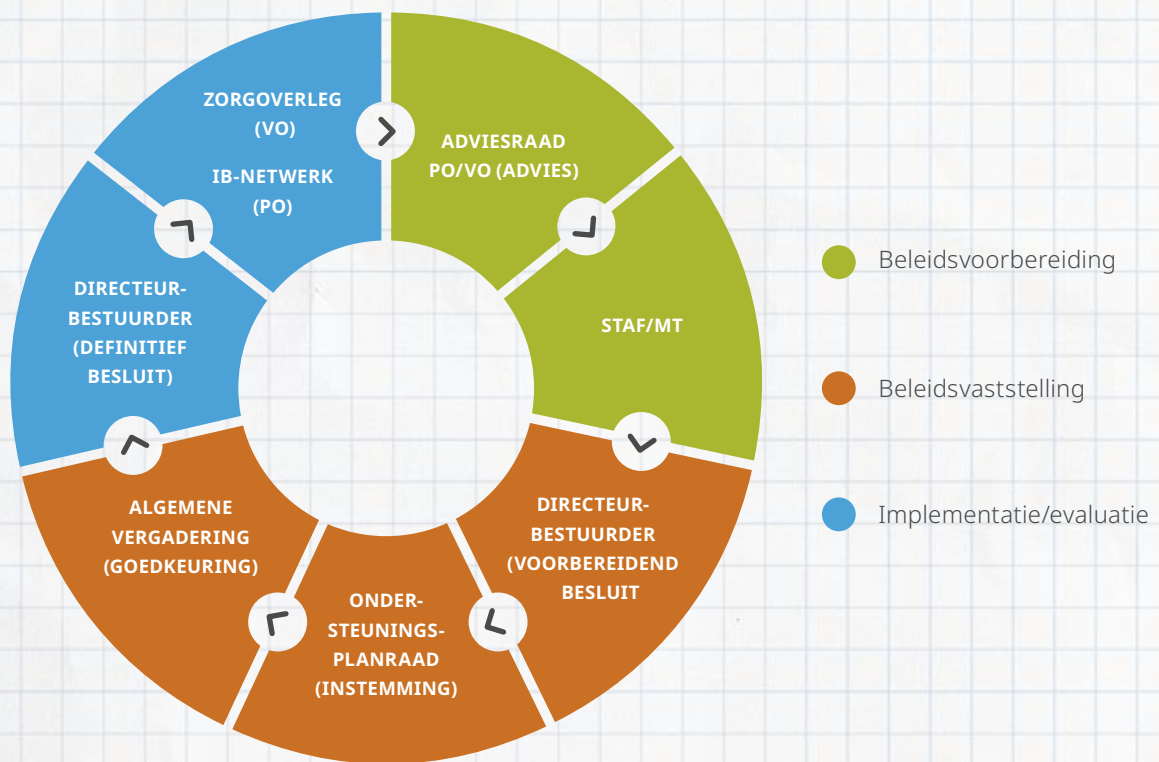 ZORGOVERLEG
(VO)
IB-NETWERK
(PO)
ADVIESRAAD
PO/VO (ADVIES)
STAF/MT
DIRECTEUR-
BESTUURDER
(VOORBEREIDEND
BESLUIT
ONDER-
STEUNINGS-
PLANRAAD
(INSTEMMING)
ALGEMENE
VERGADERING
(GOEDKEURING)
DIRECTEUR-
BESTUURDER
(DEFINITIEF
BESLUIT)
Beleidsvoorbereiding
Beleidsvaststelling
Implementatie/evaluatie